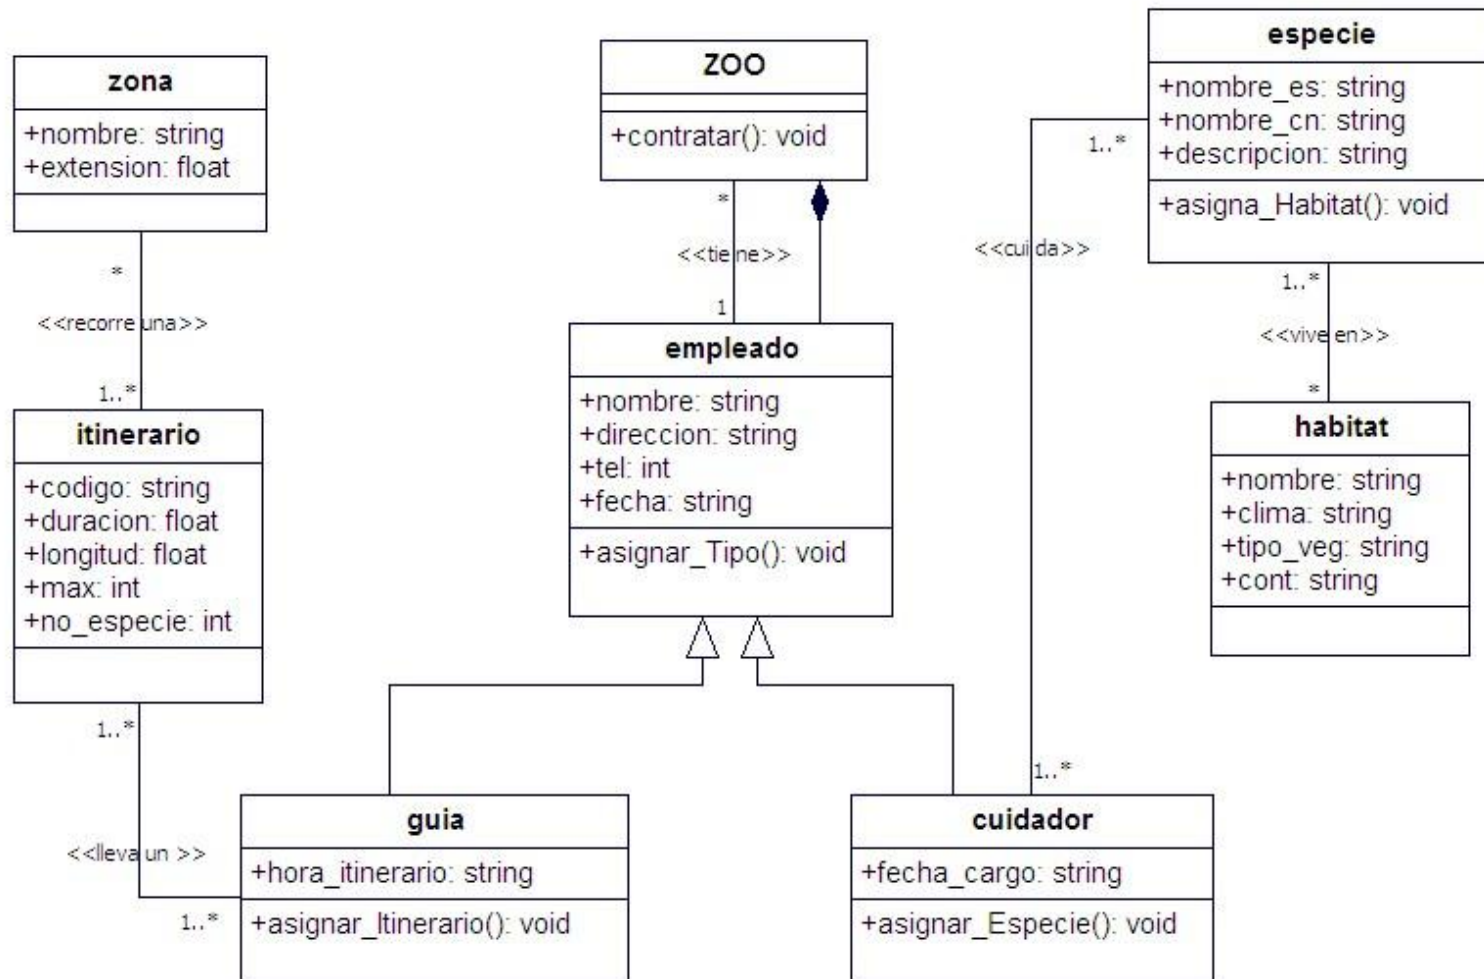 zona
+nombre: string
+extension: float
*
<<recorre una>>
1..*
itinerario
+codigo: string
+duracion: float
+longitud: float
+max: int
+no_especie: int
1..*
<<lleva un >>
1..*
ZOO
+contratar(): void
*
<<tiene>>
1
empleado
+nombre: string
+direccion: string
+tel: int
+fecha: string
+asignar_Tipo(): void
guia
+hora_itinerario: string
+asignar_Itinerario(): void
especie
+nombre_es: string
+nombre_cn: string
+descripcion: string
+asigna_Habitat(): void
1..*
<<cuida>>
1..*
1..*
<<vive en>>
*
habitat
+nombre: string
+clima: string
+tipo_veg: string
+cont: string
cuidador
+fecha_cargo: string
+asignar_Especie(): void